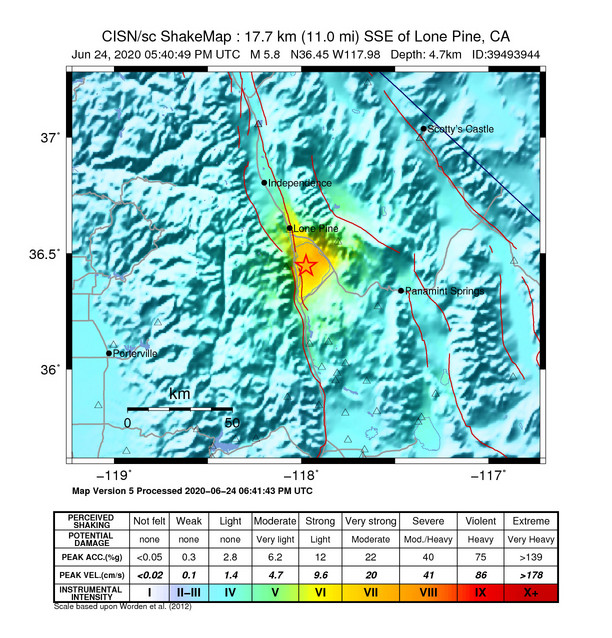 CISN/sc ShakeMap : 17.7 km (11.0 mi) SSE of Lone Pine, CA
Jun 24, 2020 05:40:49 PM UTC M 5.8 N36.45 W117.98 Depth: 4.7km ID:39493944
37˚
Scotty's Castle
Independence
Lone Pine
36.5˚
Panamint Springs
Porterville
36˚
km
0 50
−119˚ −118˚ −117˚
Map Version 5 Processed 2020−06−24 06:41:43 PM UTC
PERCEIVED SHAKING Not felt Weak Light Moderate Strong Very strong Severe Violent Extreme
POTENTIAL DAMAGE none none none Very light Light Moderate Mod./Heavy Heavy Very Heavy
PEAK ACC.(%g) <0.05 0.3 2.8 6.2 12 22 40 75 >139
PEAK VEL.(cm/s) <0.02 0.1 1.4 4.7 9.6 20 41 86 >178
INSTRUMENTAL INTENSITY I II−III IV V VI VII VIII IX X+
Scale based upon Worden et al. (2012)